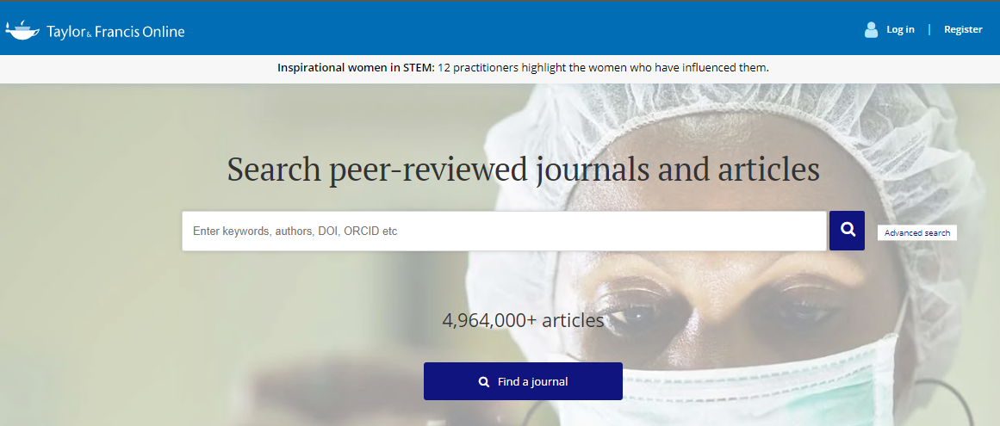 Taylor & Francis Online
Log in | Register
Inspirational women in STEM: 12 practitioners highlight the women who have influenced them.
Search peer-reviewed journals and articles
Enter keywords, authors, DOI, ORCID etc
Advanced search
4,964,000+ articles
Find a journal